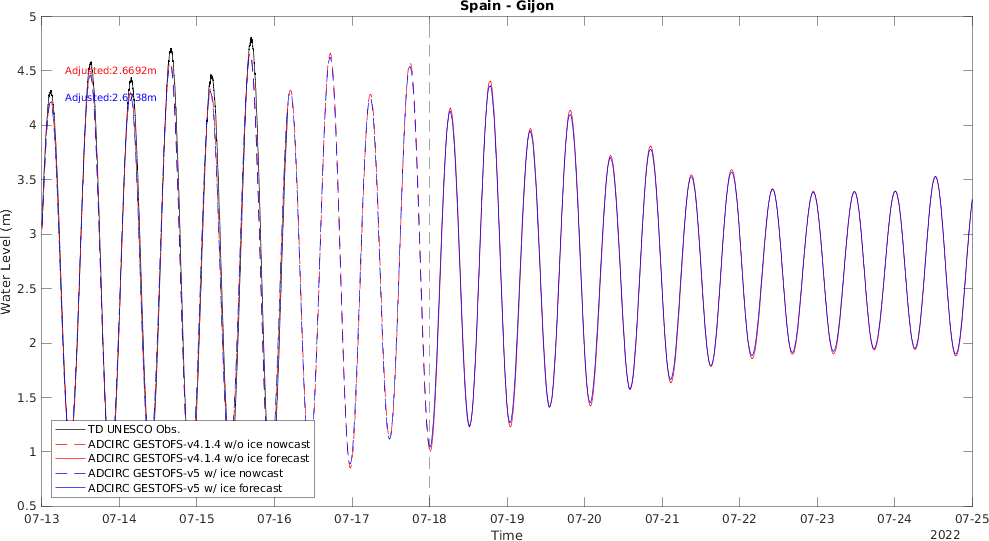 Spain - Gijon
5
4.5
4
3.5
3
2.5
2
1.5
1
0.5
Water Level (m)
Adjusted:2.6692m
Adjusted:2.6738m
TD UNESCO Obs.
ADCIRC GESTOFS-v4.1.4 w/o ice nowcast
ADCIRC GESTOFS-v4.1.4 w/o ice forecast
ADCIRC GESTOFS-v5 w/ ice nowcast
ADCIRC GESTOFS-v5 w/ ice forecast
07-13 07-14 07-15 07-16 07-17 07-18 07-19 07-20 07-21 07-22 07-23 07-24 07-25
Time
2022